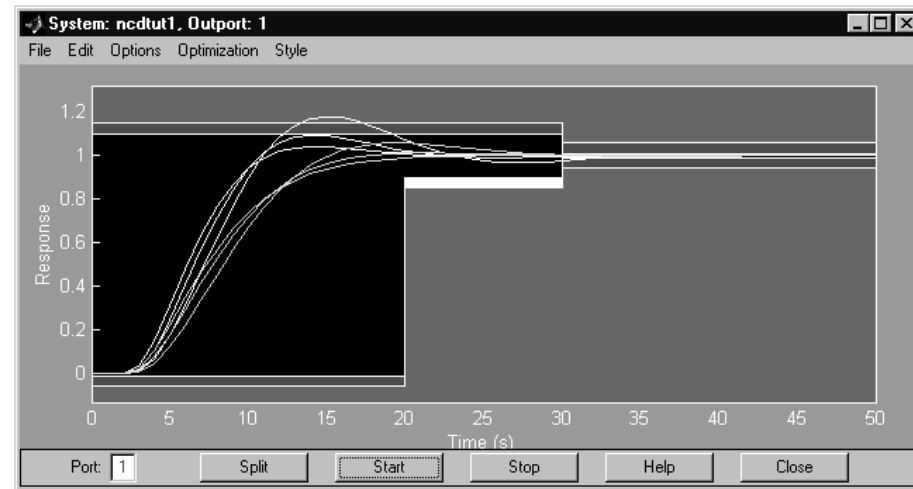 System: ncdtut1, Outport: 1
File Edit Options Optimization Style
1.2
1
0.8
0.6
0.4
0.2
0
Response
0 5 10 15 20 25 30 35 40 45 50
Time (s)
Port: 1 Split Start Stop Help Close